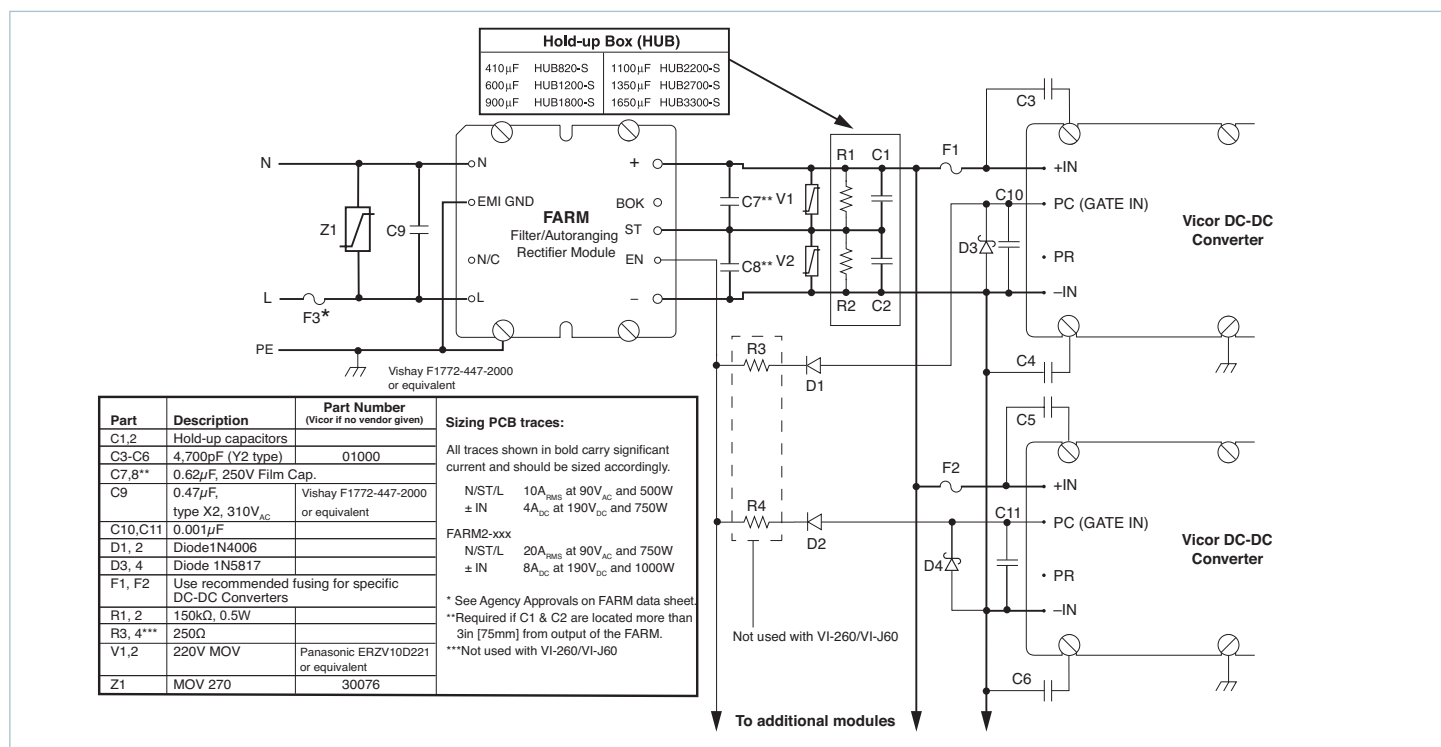 Hold-up Box (HUB)
410µF HUB820-S 1100µF HUB2200-S
600µF HUB1200-S 1350µF HUB2700-S
900µF HUB1800-S 1650µF HUB3300-S
C3
N
N
+
R1
C1
F1
+IN
EMI GND
BOK
C7**
V1
C10
PC (GATE IN)
FARM
Filter/Autoranging
Rectifier Module
Z1
C9
ST
Vicor DC-DC
Converter
D3
N/C
EN
C8**
V2
PR
L
L
–
R2
C2
–IN
F3*
PE
R3
D1
C4
Vishay F1772-447-2000
or equivalent
C5
F2
+IN
R4
D2
C11
PC (GATE IN)
Vicor DC-DC
Converter
D4
PR
–IN
Not used with VI-260/VI-J60
C6
To additional modules
Part Description Part Number
(Vicor if no vendor given)
C1,2 Hold-up capacitors
C3-C6 4,700pF (Y2 type) 01000
C7,8** 0.62µF, 250V Film Cap.
C9 0.47µF, Vishay F1772-447-2000
type X2, 310VAC or equivalent
C10,C11 0.001µF
D1, 2 Diode1N4006
D3, 4 Diode 1N5817
F1, F2 Use recommended fusing for specific
DC-DC Converters
R1, 2 150kΩ, 0.5W
R3, 4*** 250Ω
V1,2 220V MOV Panasonic ERZV10D221
or equivalent
Z1 MOV 270 30076
Sizing PCB traces:
All traces shown in bold carry significant
current and should be sized accordingly.
N/ST/L 10ARMS at 90VAC and 500W
± IN 4ADC at 190VDC and 750W
FARM2-xxx
N/ST/L 20ARMS at 90VAC and 750W
± IN 8ADC at 190VDC and 1000W
* See Agency Approvals on FARM data sheet.
**Required if C1 & C2 are located more than
3in [75mm] from output of the FARM.
***Not used with VI-260/VI-J60